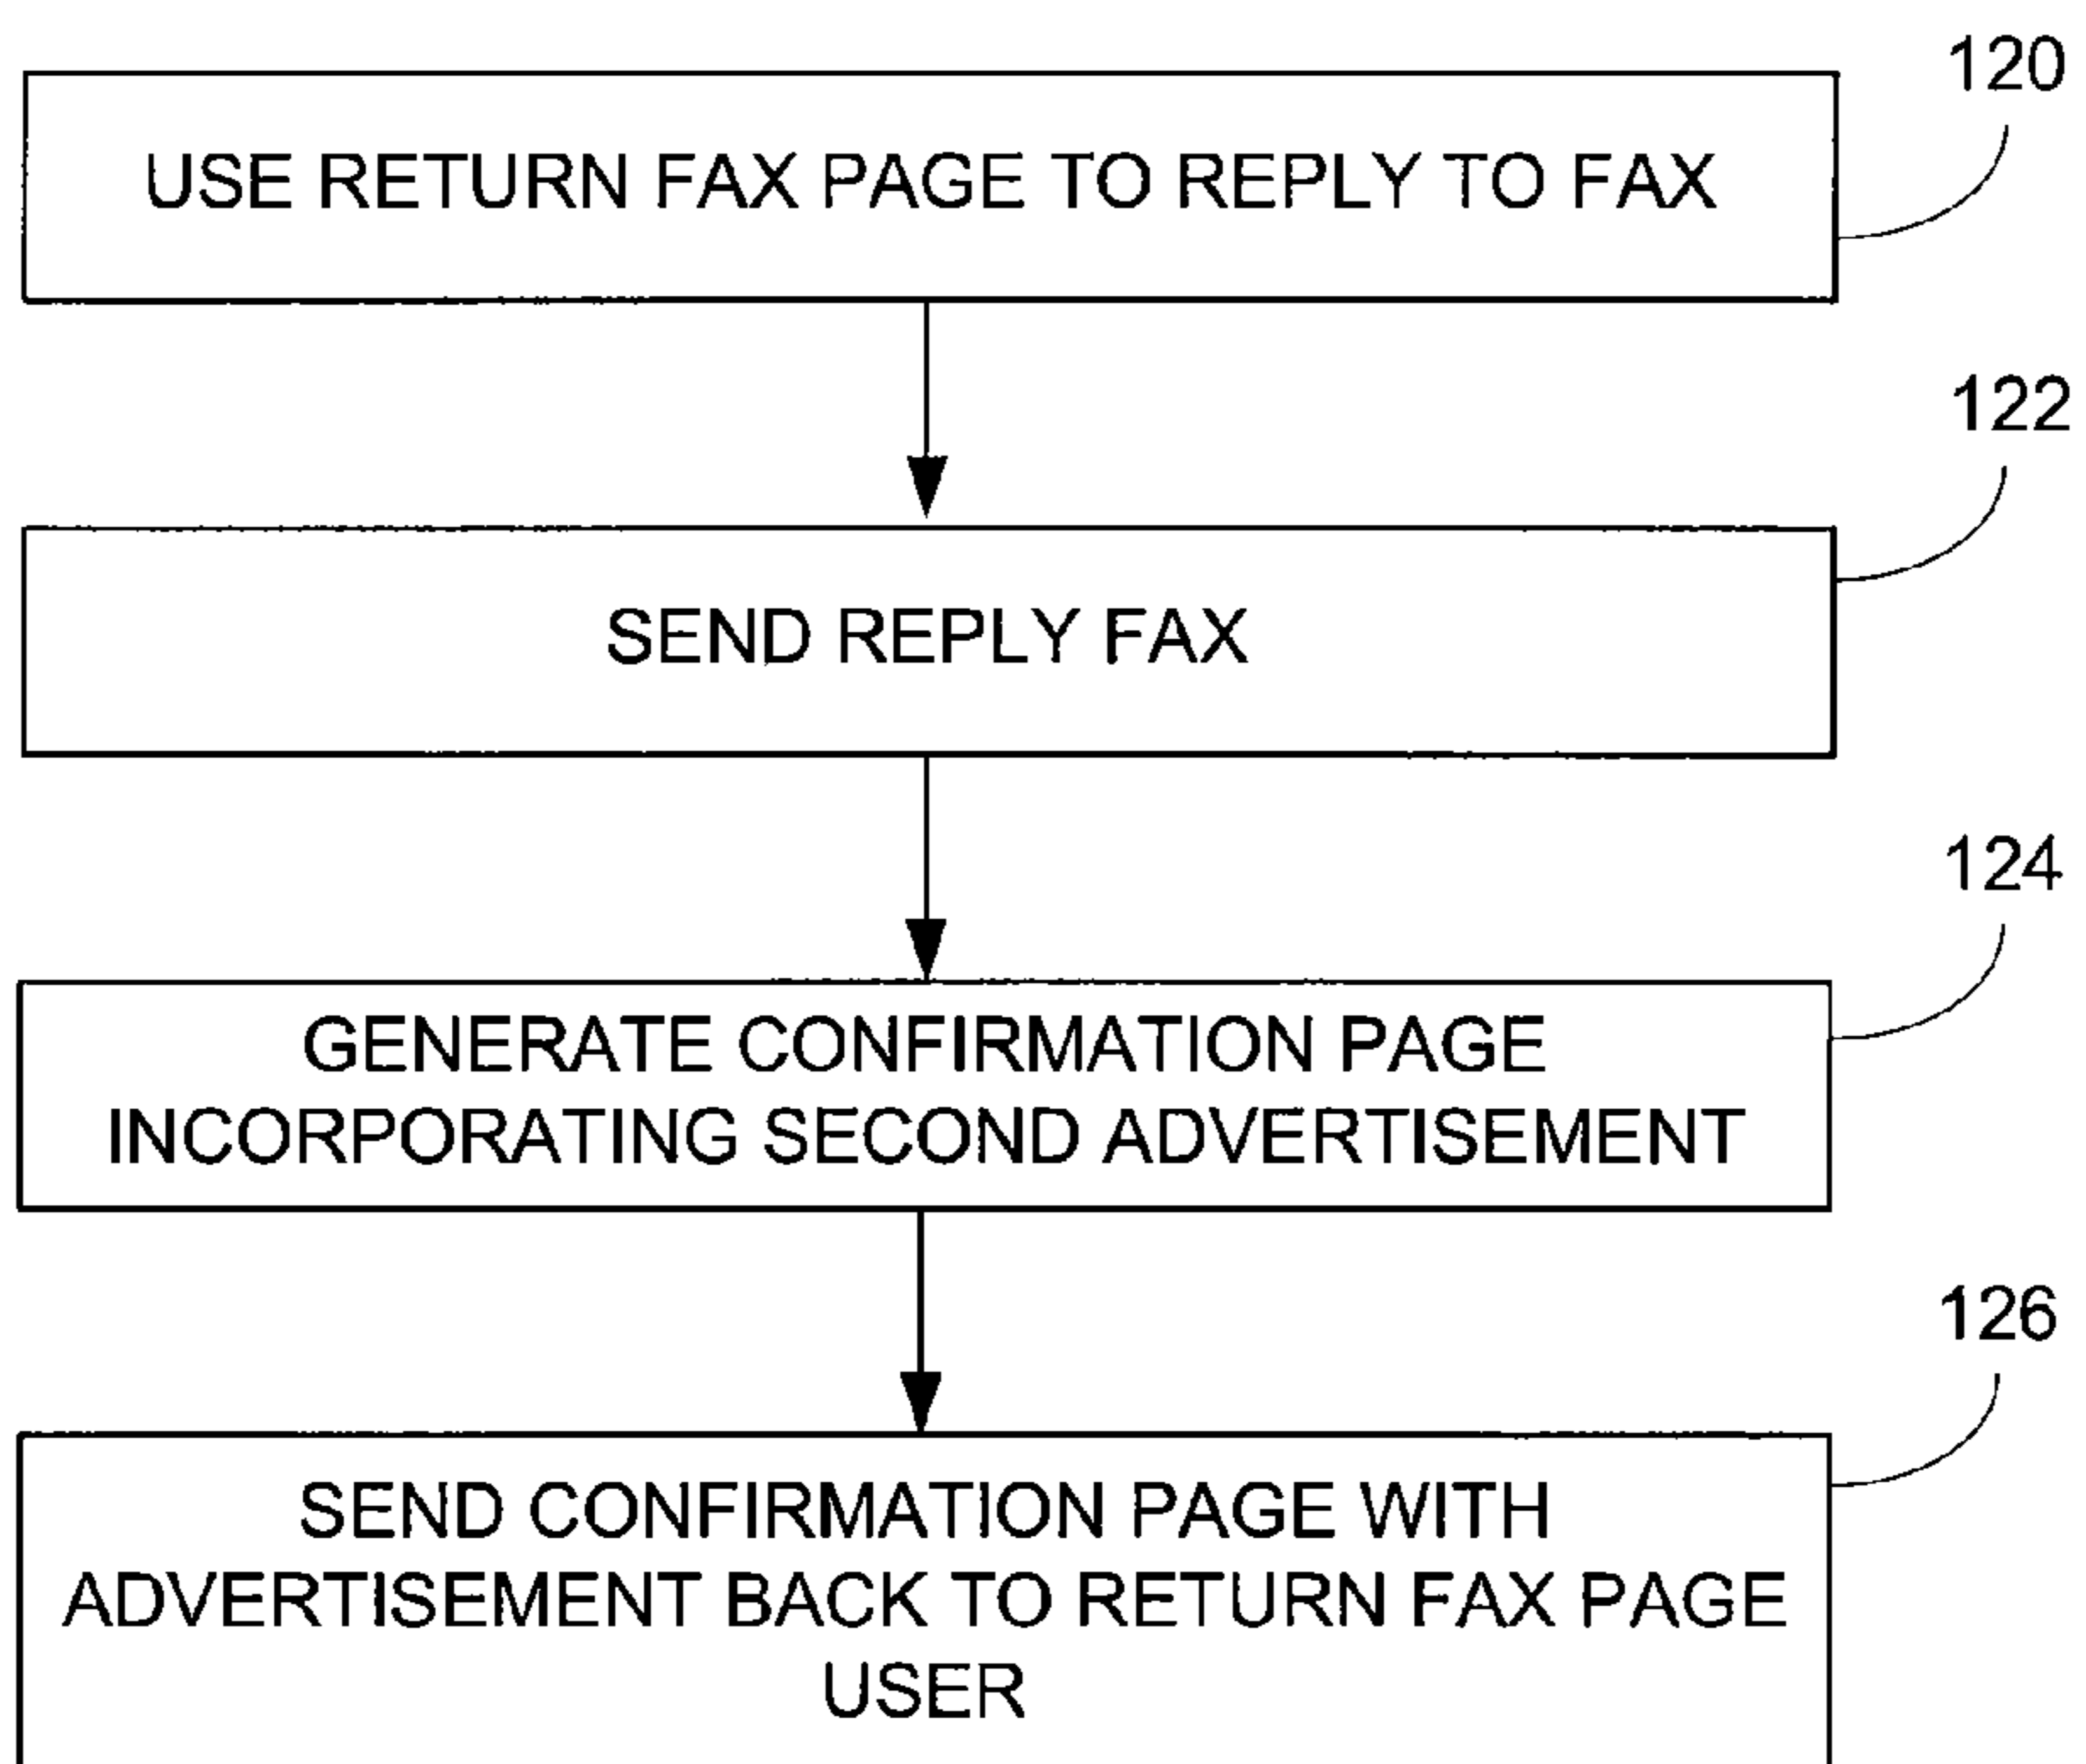 120
USE RETURN FAX PAGE TO REPLY TO FAX
122
SEND REPLY FAX
124
GENERATE CONFIRMATION PAGE
INCORPORATING SECOND ADVERTISEMENT
126
SEND CONFIRMATION PAGE WITH
ADVERTISEMENT BACK TO RETURN FAX PAGE
USER